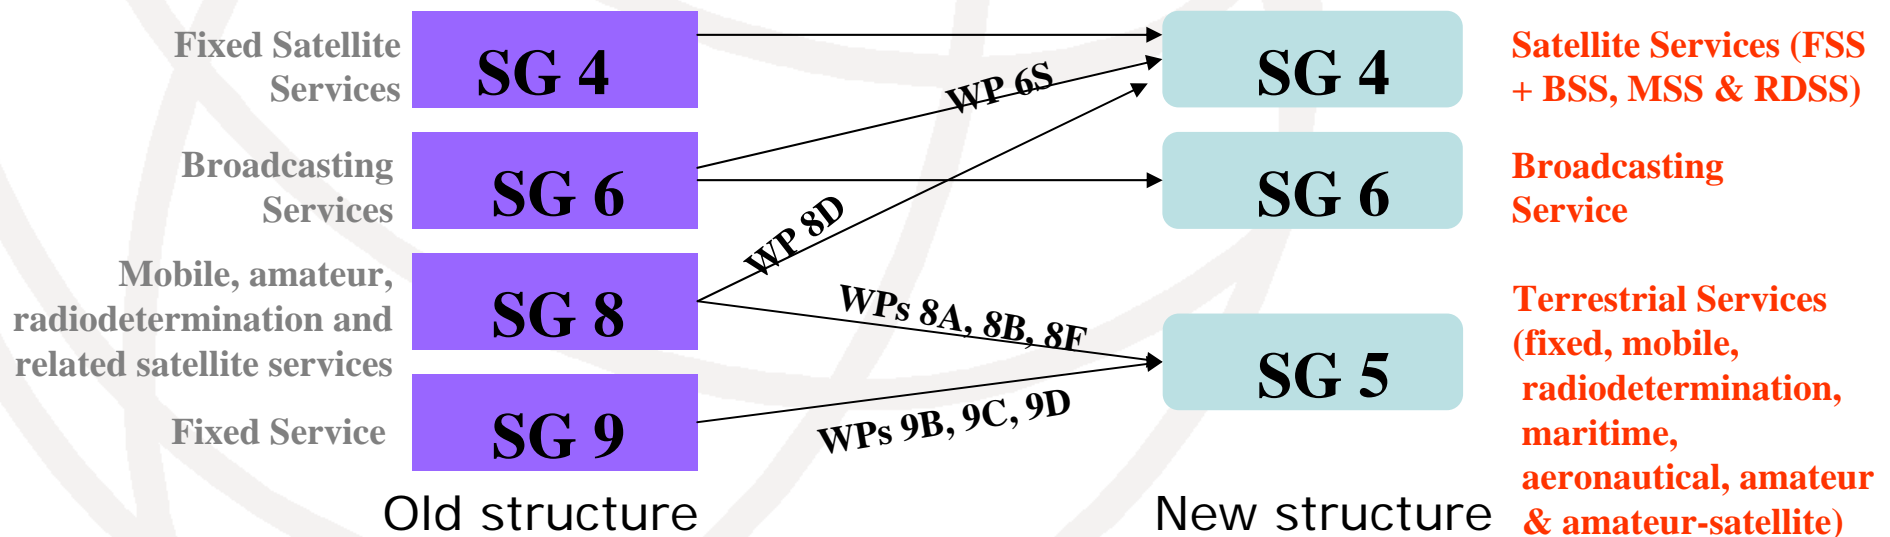 Fixed Satellite
Services
SG 4
WP 6S
SG 4
Satellite Services (FSS
+ BSS, MSS & RDSS)
Broadcasting
Services
SG 6
WP 8D
SG 6
Broadcasting
Service
Mobile, amateur,
radiodetermination and
related satellite services
SG 8
WPs 8A, 8B, 8F
SG 5
Terrestrial Services
(fixed, mobile,
radiodetermination,
maritime,
aeronautical, amateur
& amateur-satellite)
Fixed Service
SG 9
WPs 9B, 9C, 9D
Old structure
New structure